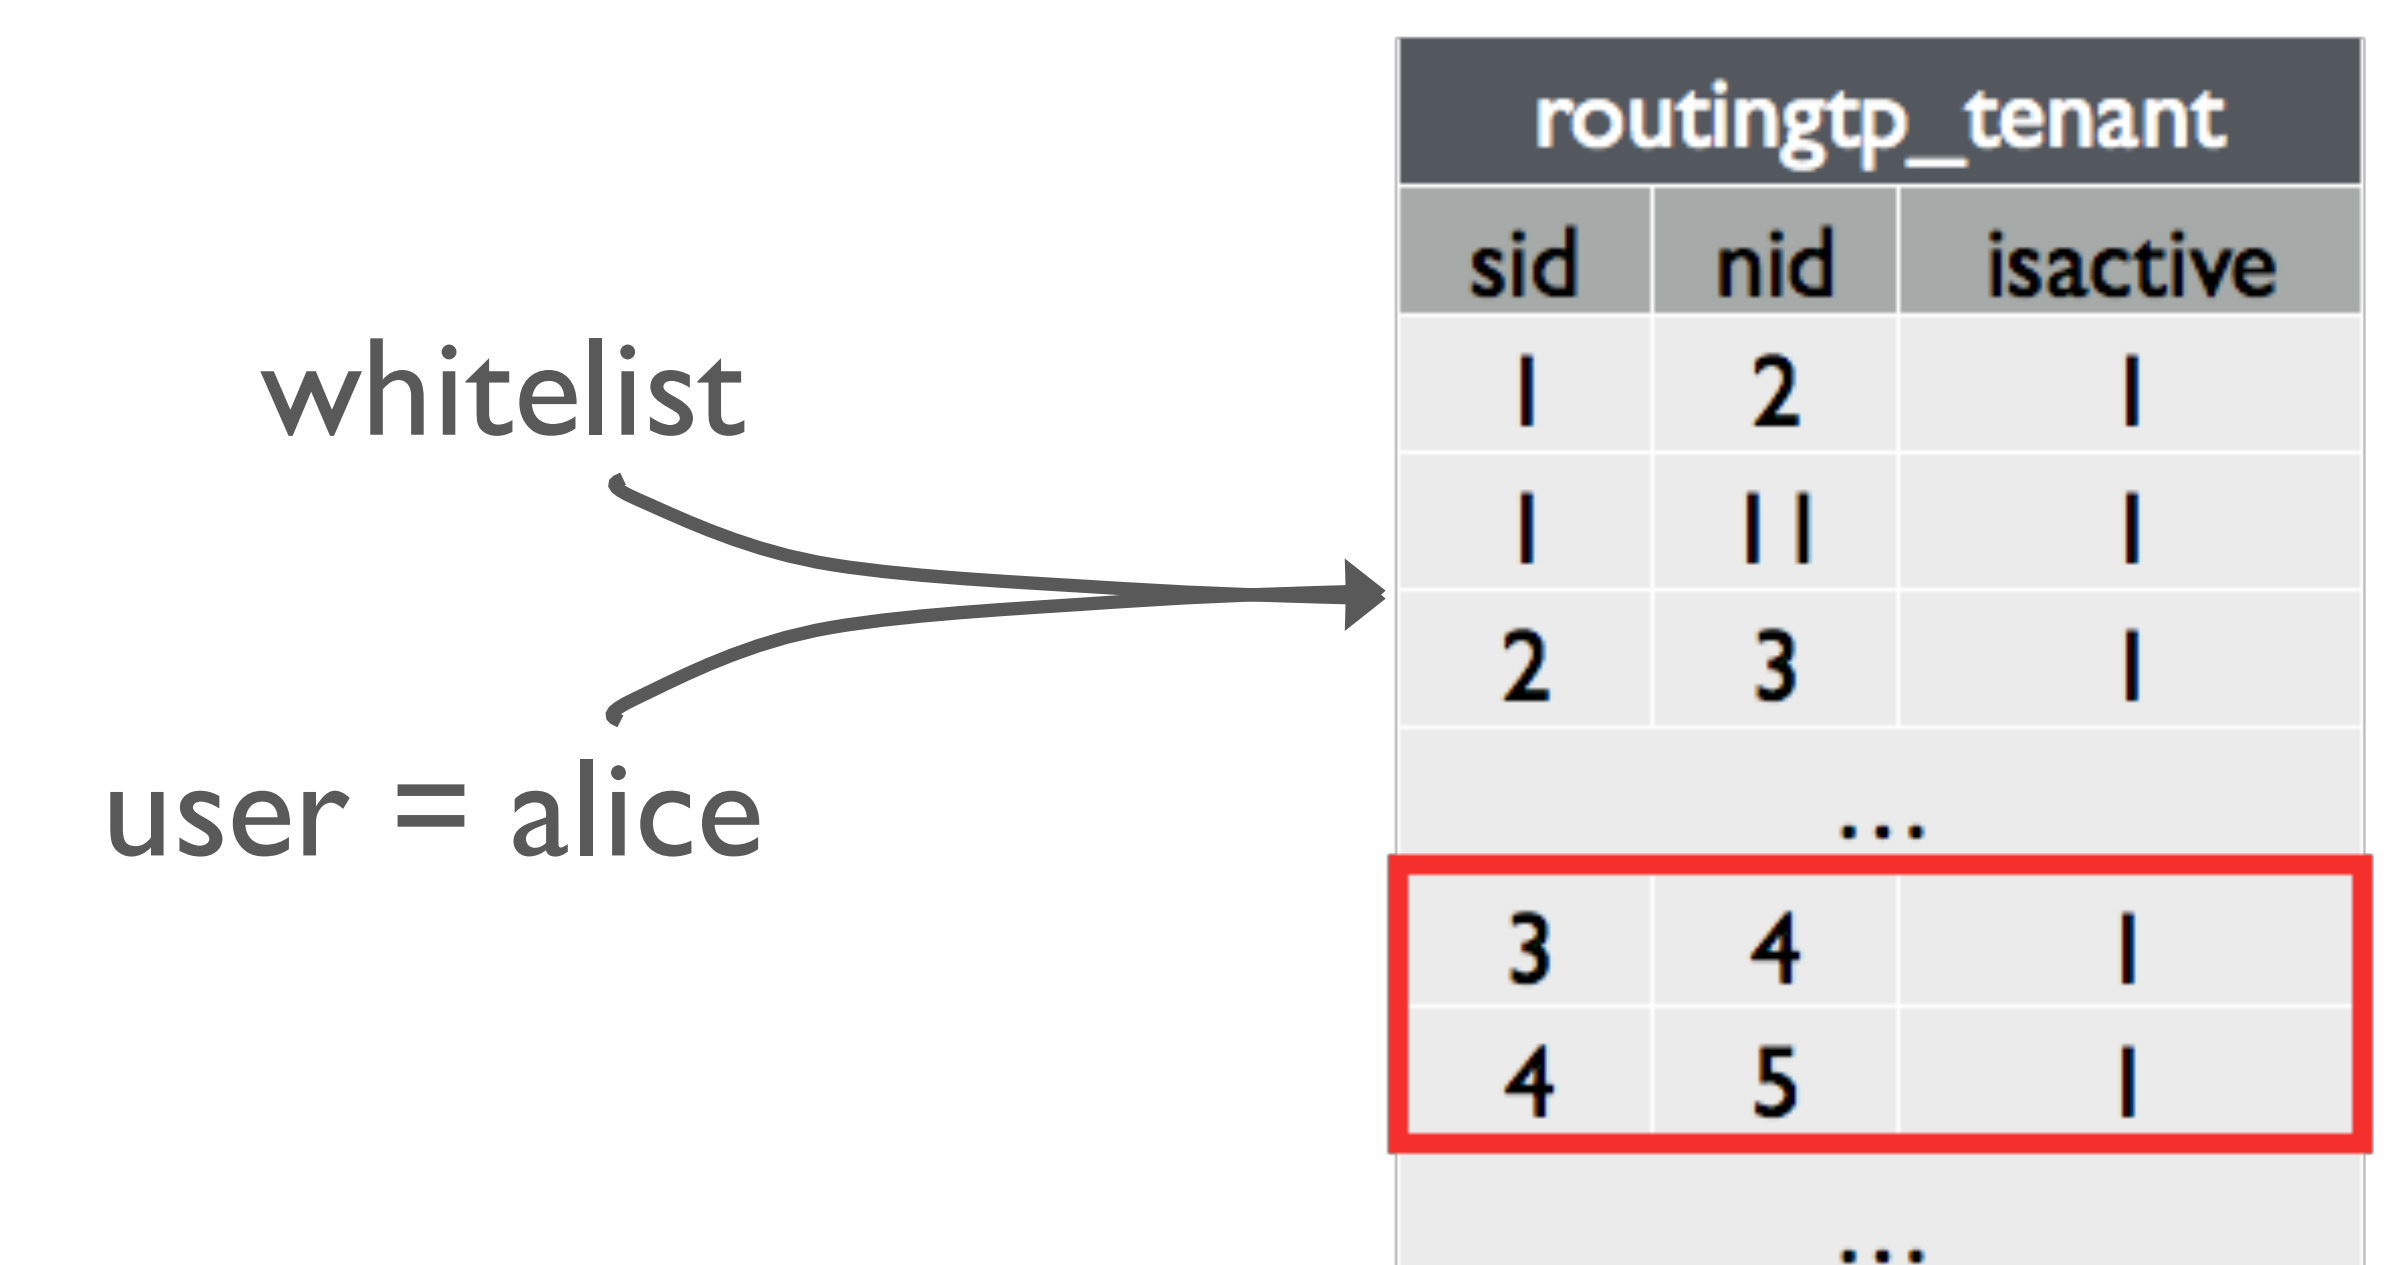 whitelist
user = alice
routingtp_tenant
sid nid isactive
1 2 1
1 11 1
2 3 1
...
3 4 1
4 5 1
...